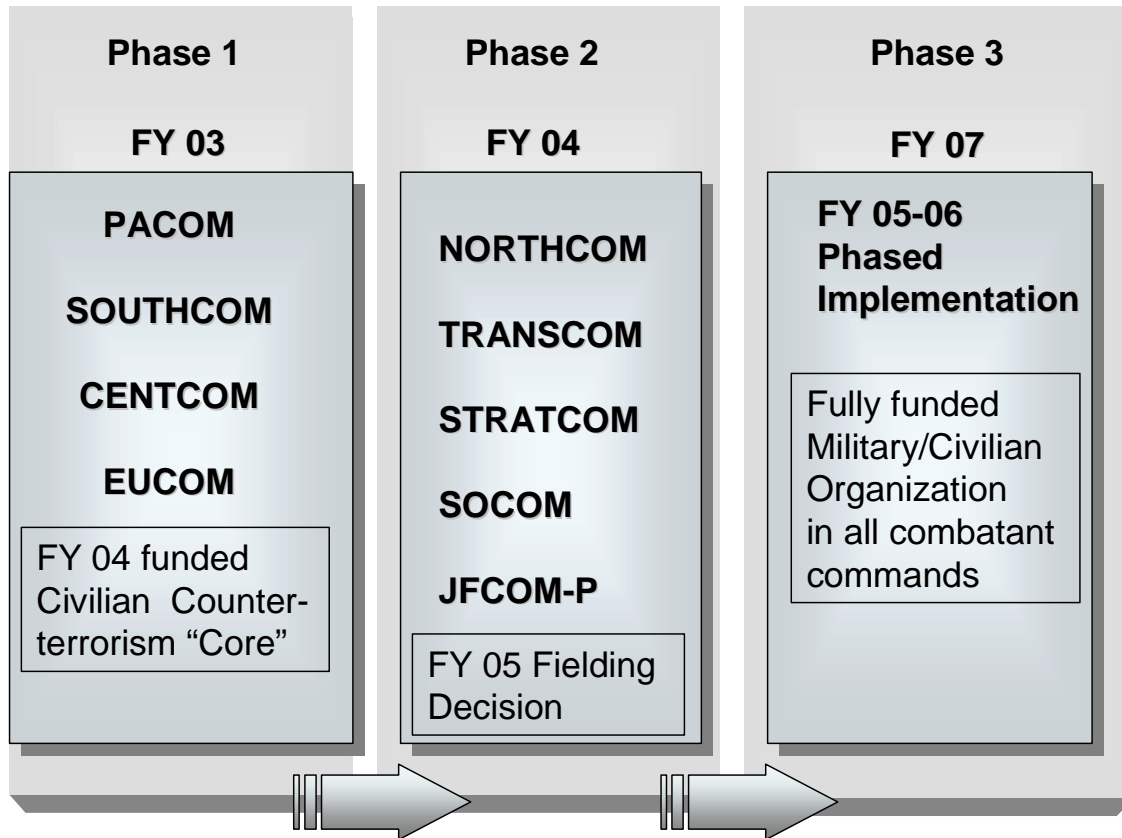 Phase 1
FY 03
PACOM
SOUTHCOM
CENTCOM
EUCOM
FY 04 funded
Civilian Counter-
terrorism “Core”
Phase 2
FY 04
NORTHCOM
TRANSCOM
STRATCOM
SOCOM
JFCOM-P
FY 05 Fielding
Decision
Phase 3
FY 07
FY 05-06
Phased
Implementation
Fully funded
Military/Civilian
Organization
in all combatant
commands